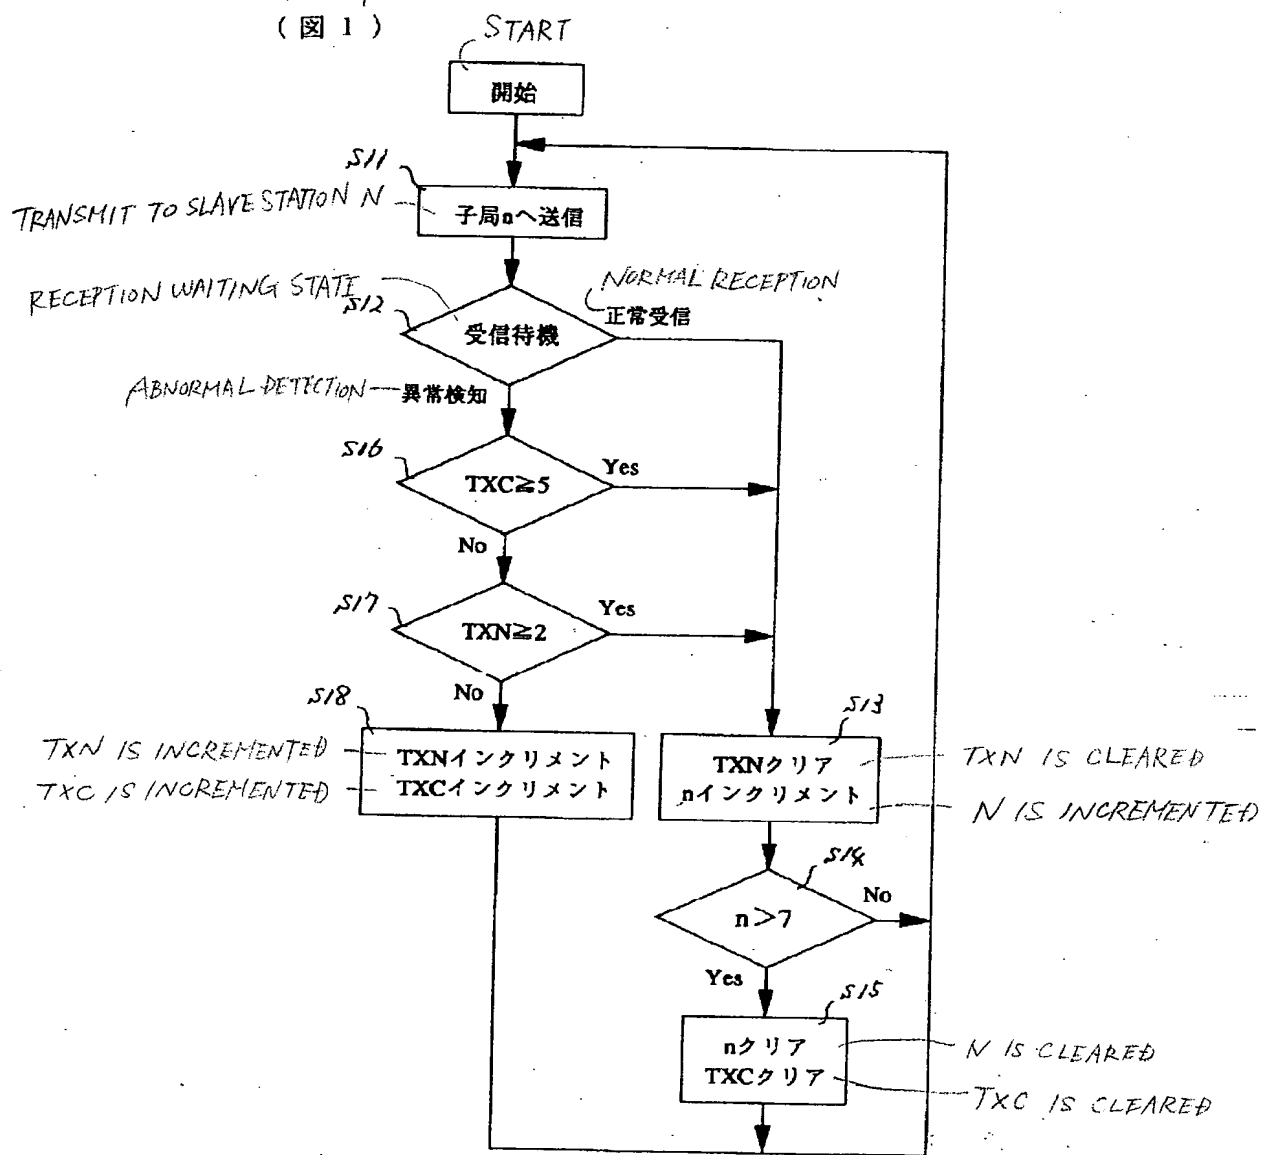 (図1)
START
開始
S11
TRANSMIT TO SLAVE STATION N
子局nへ送信
RECEPTION WAITING STATE
S12
受信待機
NORMAL RECEPTION
正常受信
ABNORMAL DETECTION
異常検知
S16
TXC≧5
Yes
No
S17
TXN≧2
Yes
No
S18
TXN IS INCREMENTED
TXNインクリメント
TXC IS INCREMENTED
TXCインクリメント
S13
TXNクリア
TXN IS CLEARED
nインクリメント
N IS INCREMENTED
S14
n>7
No
Yes
S15
nクリア
N IS CLEARED
TXCクリア
TXC IS CLEARED